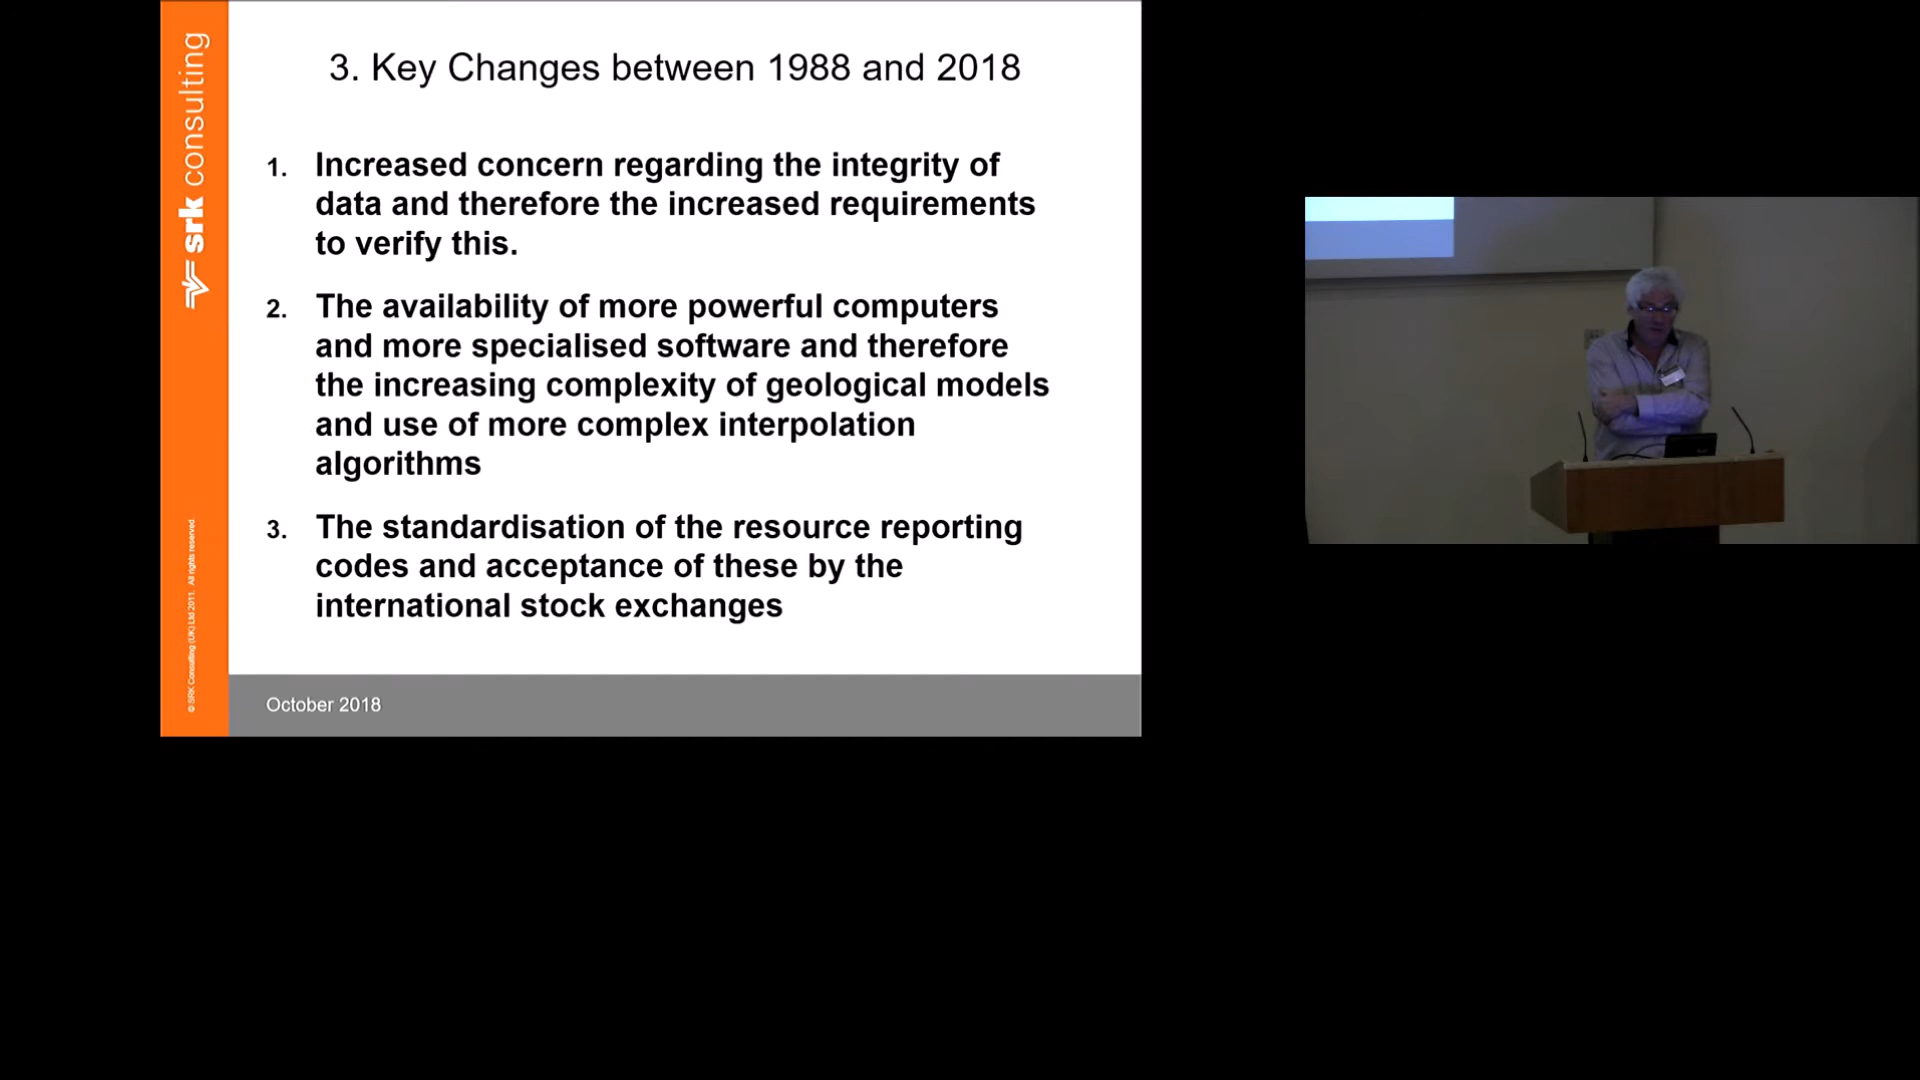 srk consulting
© SRK Consulting (UK) Ltd 2011. All rights reserved.
3. Key Changes between 1988 and 2018
1. Increased concern regarding the integrity of
data and therefore the increased requirements
to verify this.
2. The availability of more powerful computers
and more specialised software and therefore
the increasing complexity of geological models
and use of more complex interpolation
algorithms
3. The standardisation of the resource reporting
codes and acceptance of these by the
international stock exchanges
October 2018